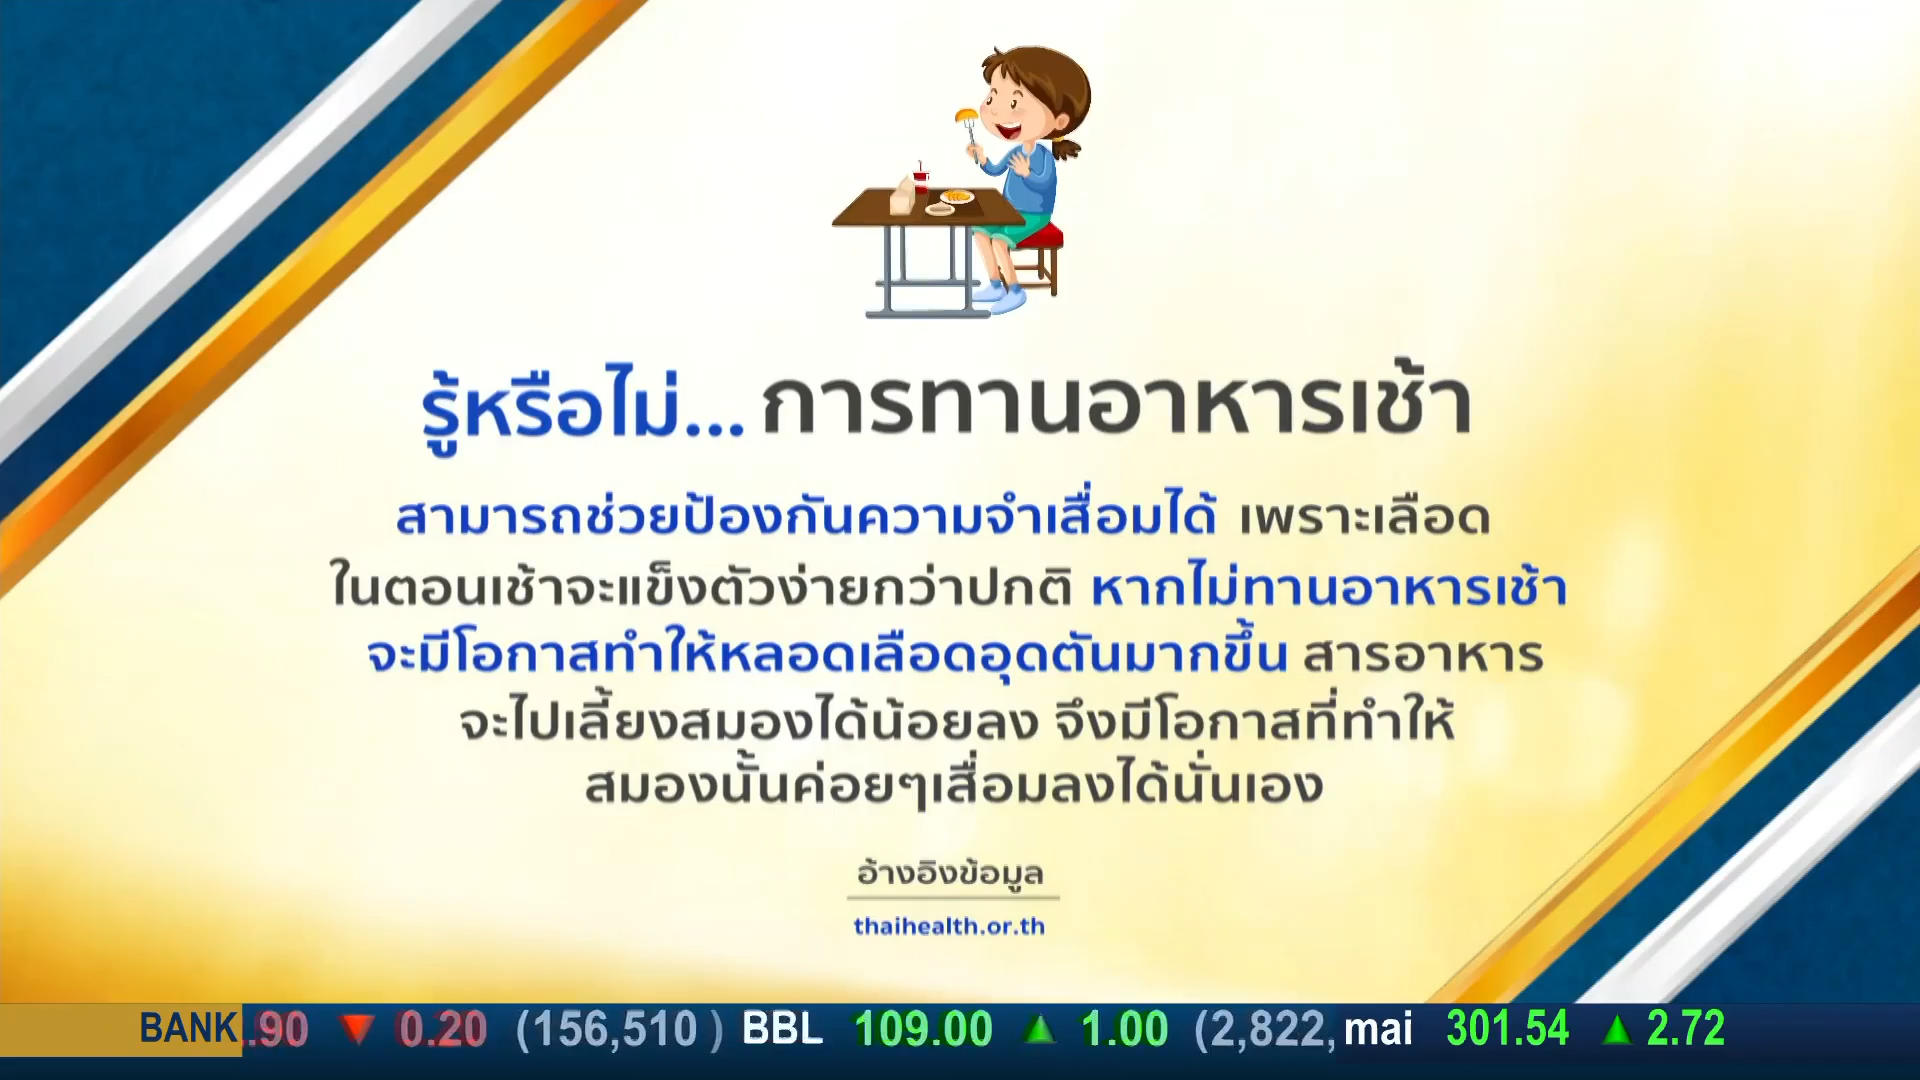 รู้หรือไม่... การทานอาหารเช้า
สามารถช่วยป้องกันความจำเสื่อมได้ เพราะเลือด
ในตอนเช้าจะแข็งตัวง่ายกว่าปกติ หากไม่ทานอาหารเช้า
จะมีโอกาสทำให้หลอดเลือดอุดตันมากขึ้น สารอาหาร
จะไปเลี้ยงสมองได้น้อยลง จึงมีโอกาสที่ทำให้
สมองนั้นค่อยๆเสื่อมลงได้นั่นเอง
อ้างอิงข้อมูล
thaihealth.or.th
BANK .90 ▼ 0.20 (156,510 ) BBL 109.00 ▲ 1.00 (2,822, mai 301.54 ▲ 2.72